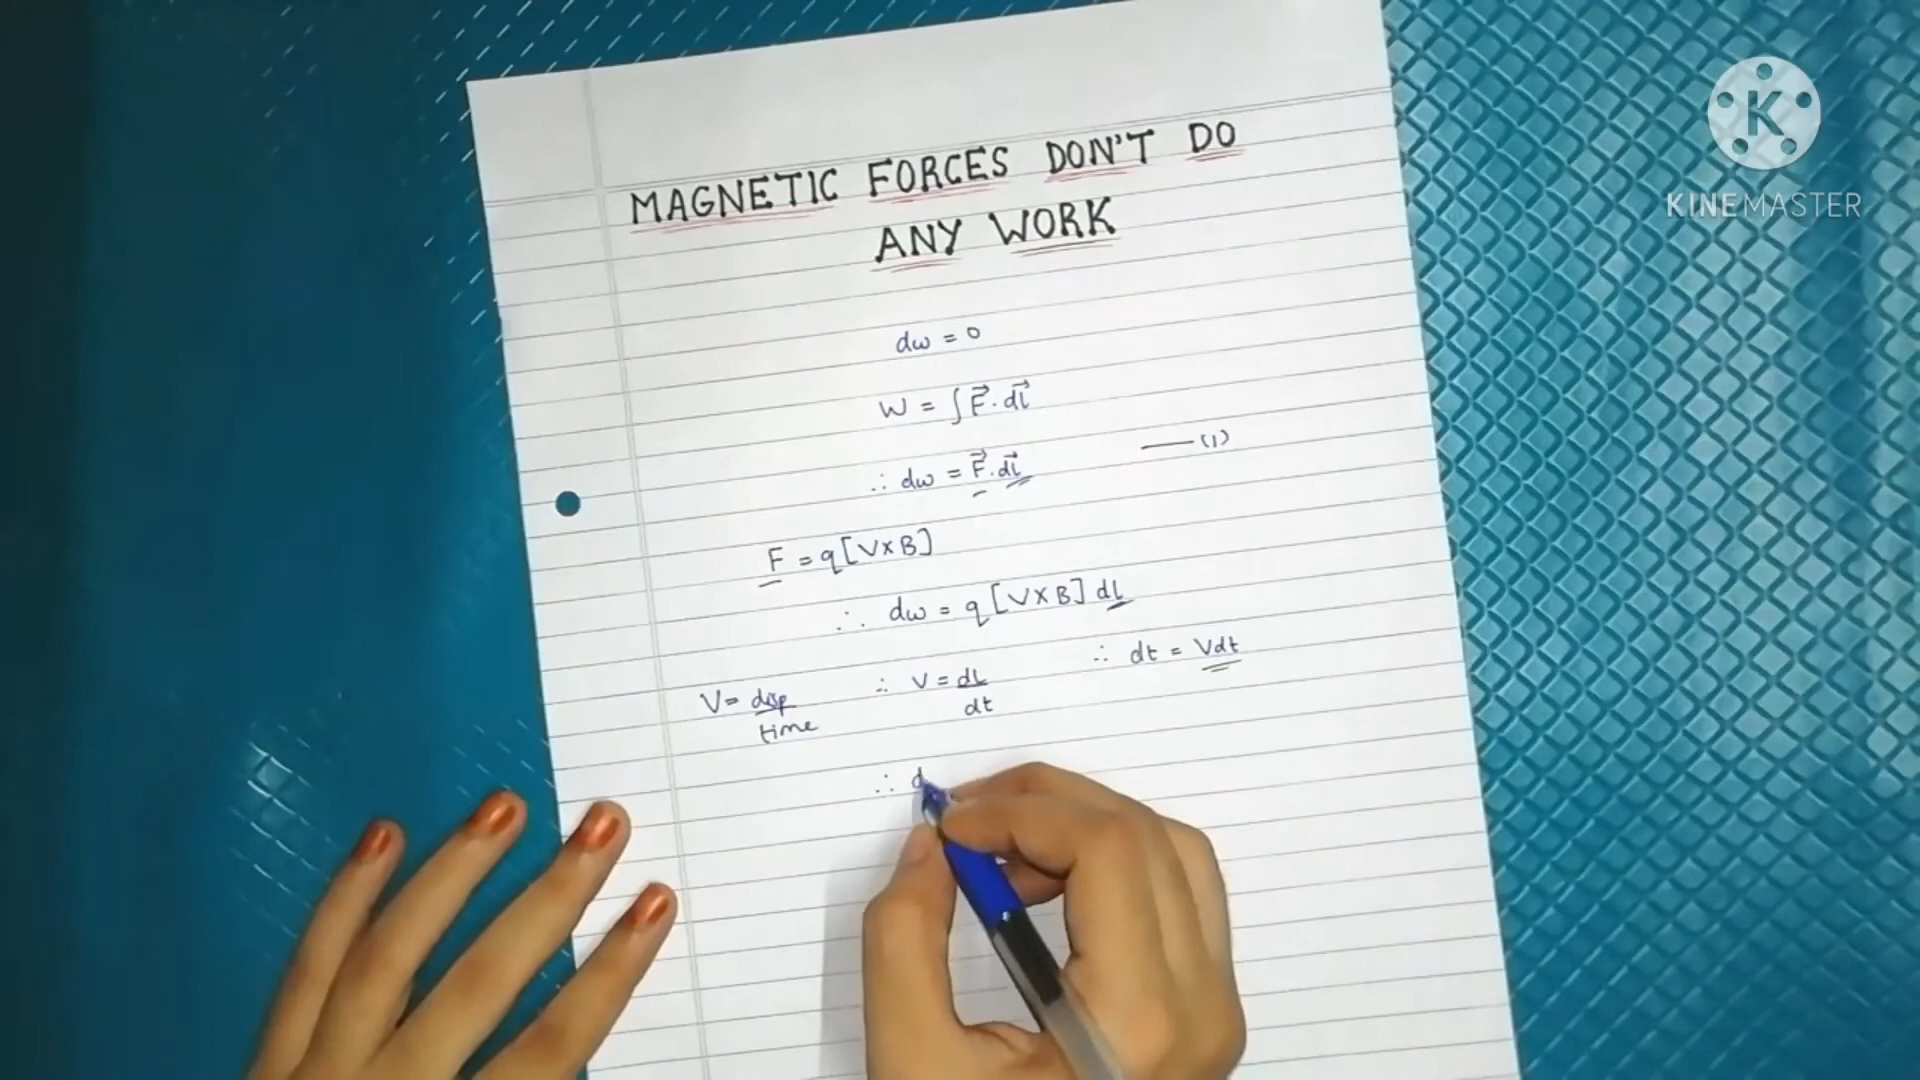 MAGNETIC FORCES DON'T DO
ANY WORK
dw = 0
W = ∫ F⃗ . dl⃗
∴ dw = F⃗ . dl⃗ —— (1)
F = q [V×B]
∴ dw = q [V×B] dl
V = disp/time ∴ V = dl/dt ∴ dt = Vdt
∴ d
K
KINEMASTER